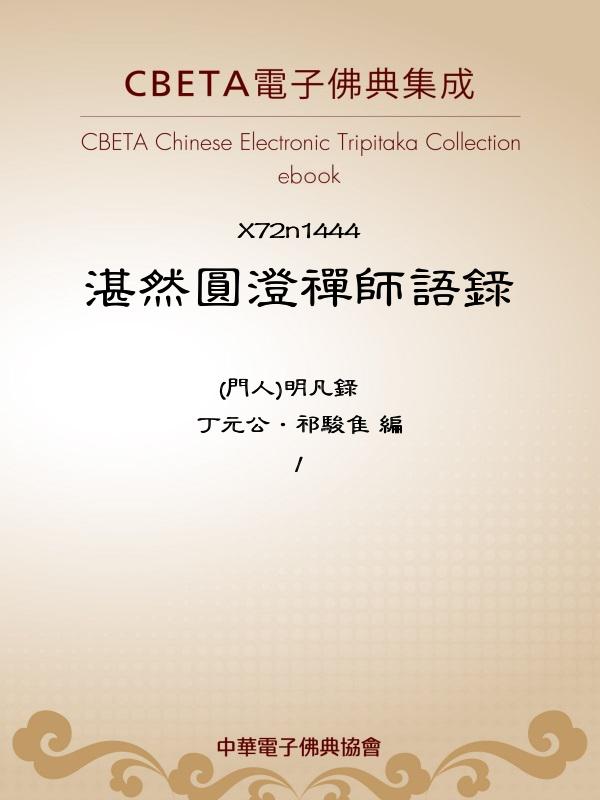 CBETA電子佛典集成
CBETA Chinese Electronic Tripitaka Collection
ebook
X72n1444
湛然圓澄禪師語錄
(門人)明凡錄
丁元公．祁駿隹 編
/
中華電子佛典協會